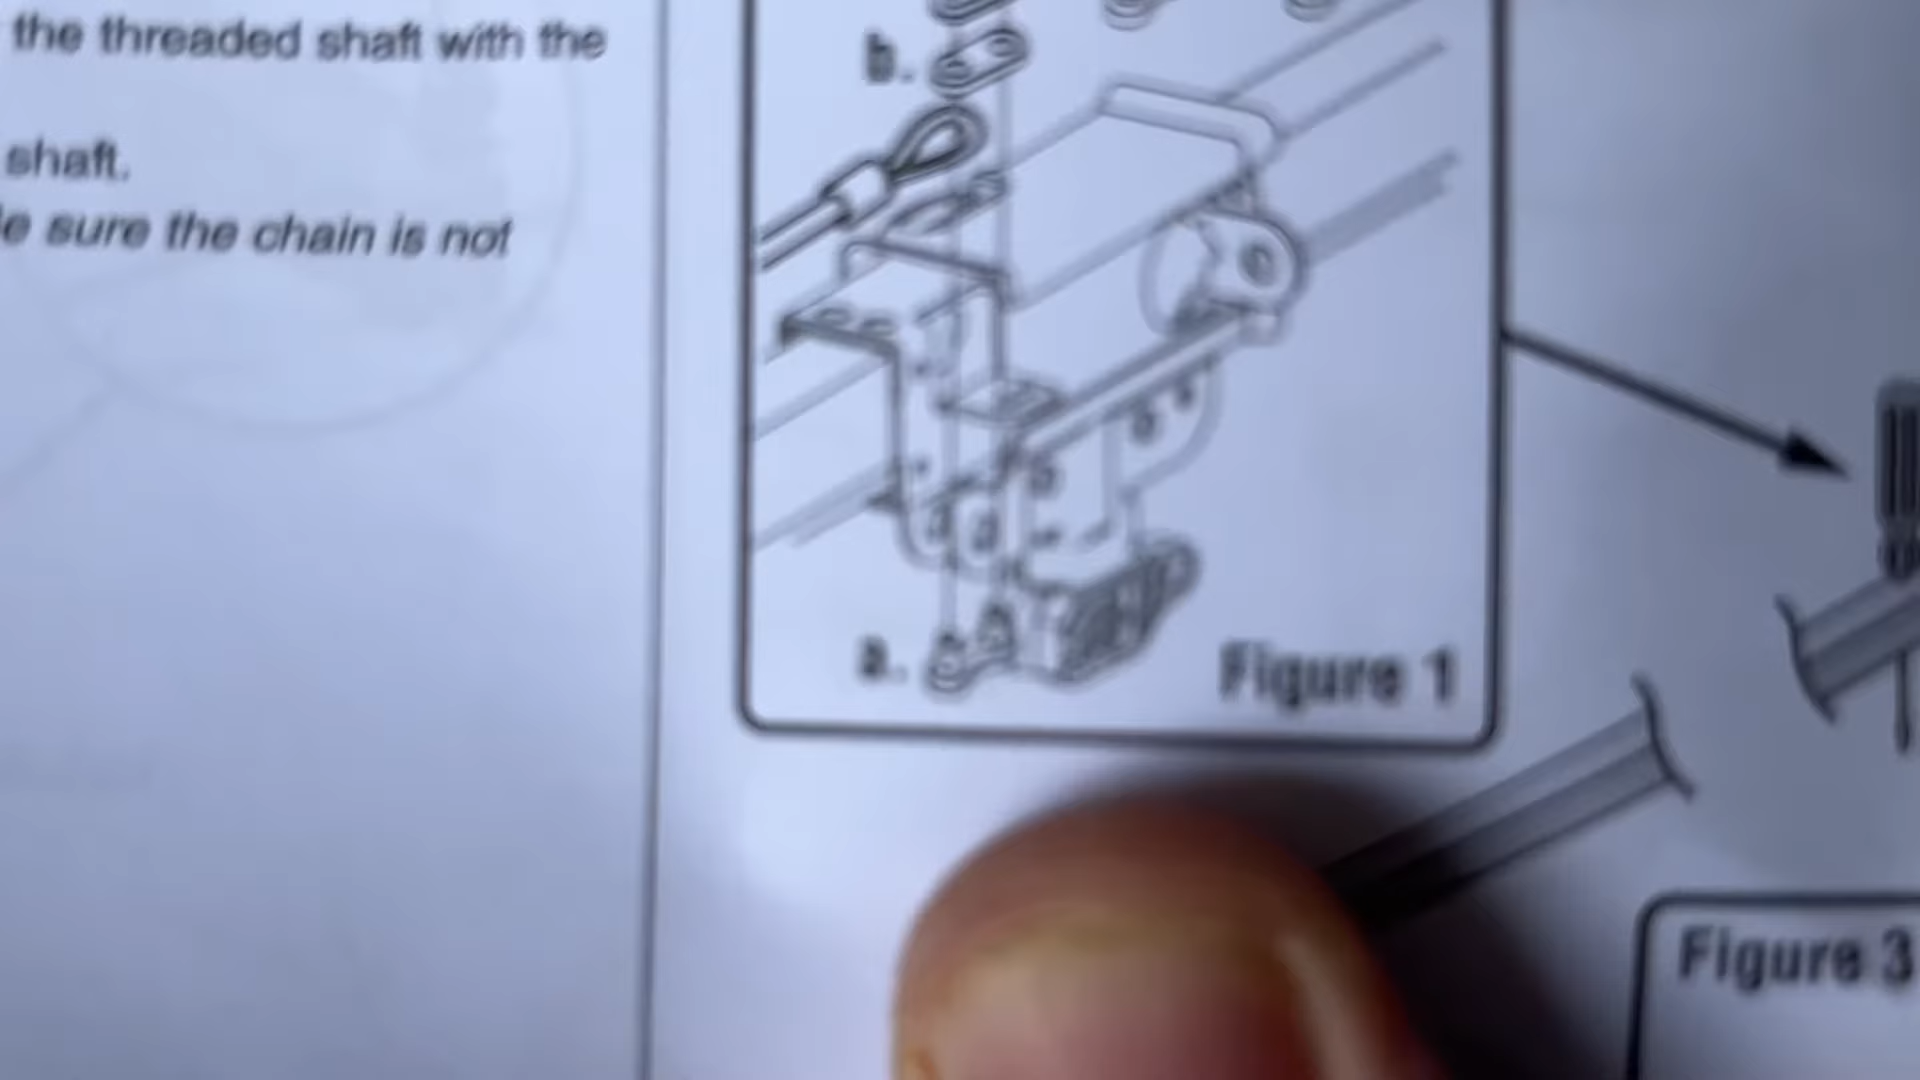 the threaded shaft with the
shaft.
e sure the chain is not
b.
a.
Figure 1
Figure 3